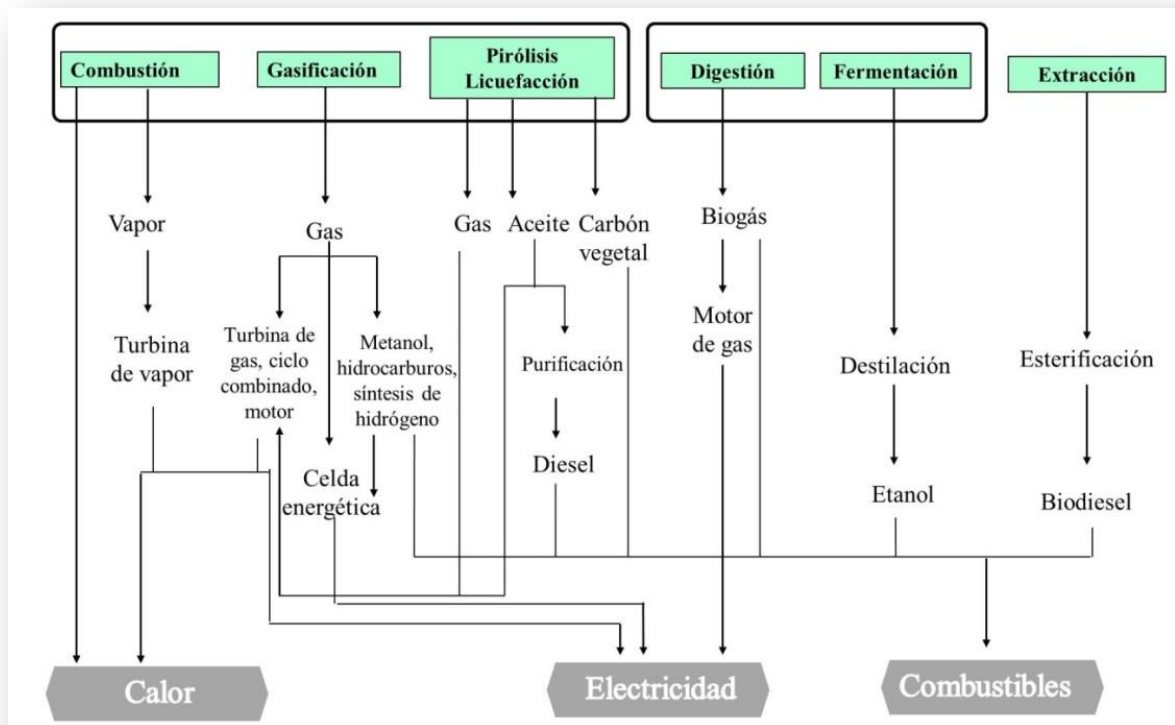 Combustión
Gasificación
Pirólisis
Licuefacción
Digestión
Fermentación
Extracción
Vapor
Gas
Gas
Aceite
Carbón
vegetal
Biogás
Turbina
de vapor
Turbina de
gas, ciclo
combinado,
motor
Metanol,
hidrocarburos,
síntesis de
hidrógeno
Purificación
Motor
de gas
Destilación
Esterificación
Celda
energética
Diesel
Etanol
Biodiesel
Calor
Electricidad
Combustibles